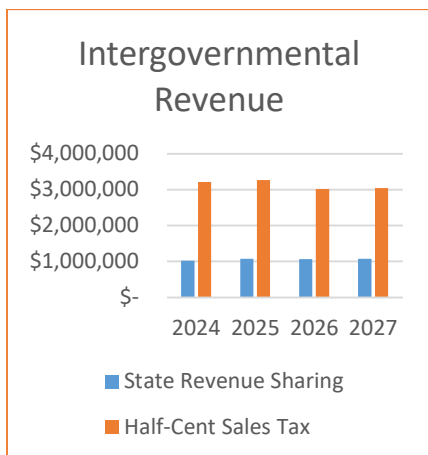 Intergovernmental
Revenue
$4,000,000
$3,000,000
$2,000,000
$1,000,000
$-
2024 2025 2026 2027
State Revenue Sharing
Half-Cent Sales Tax